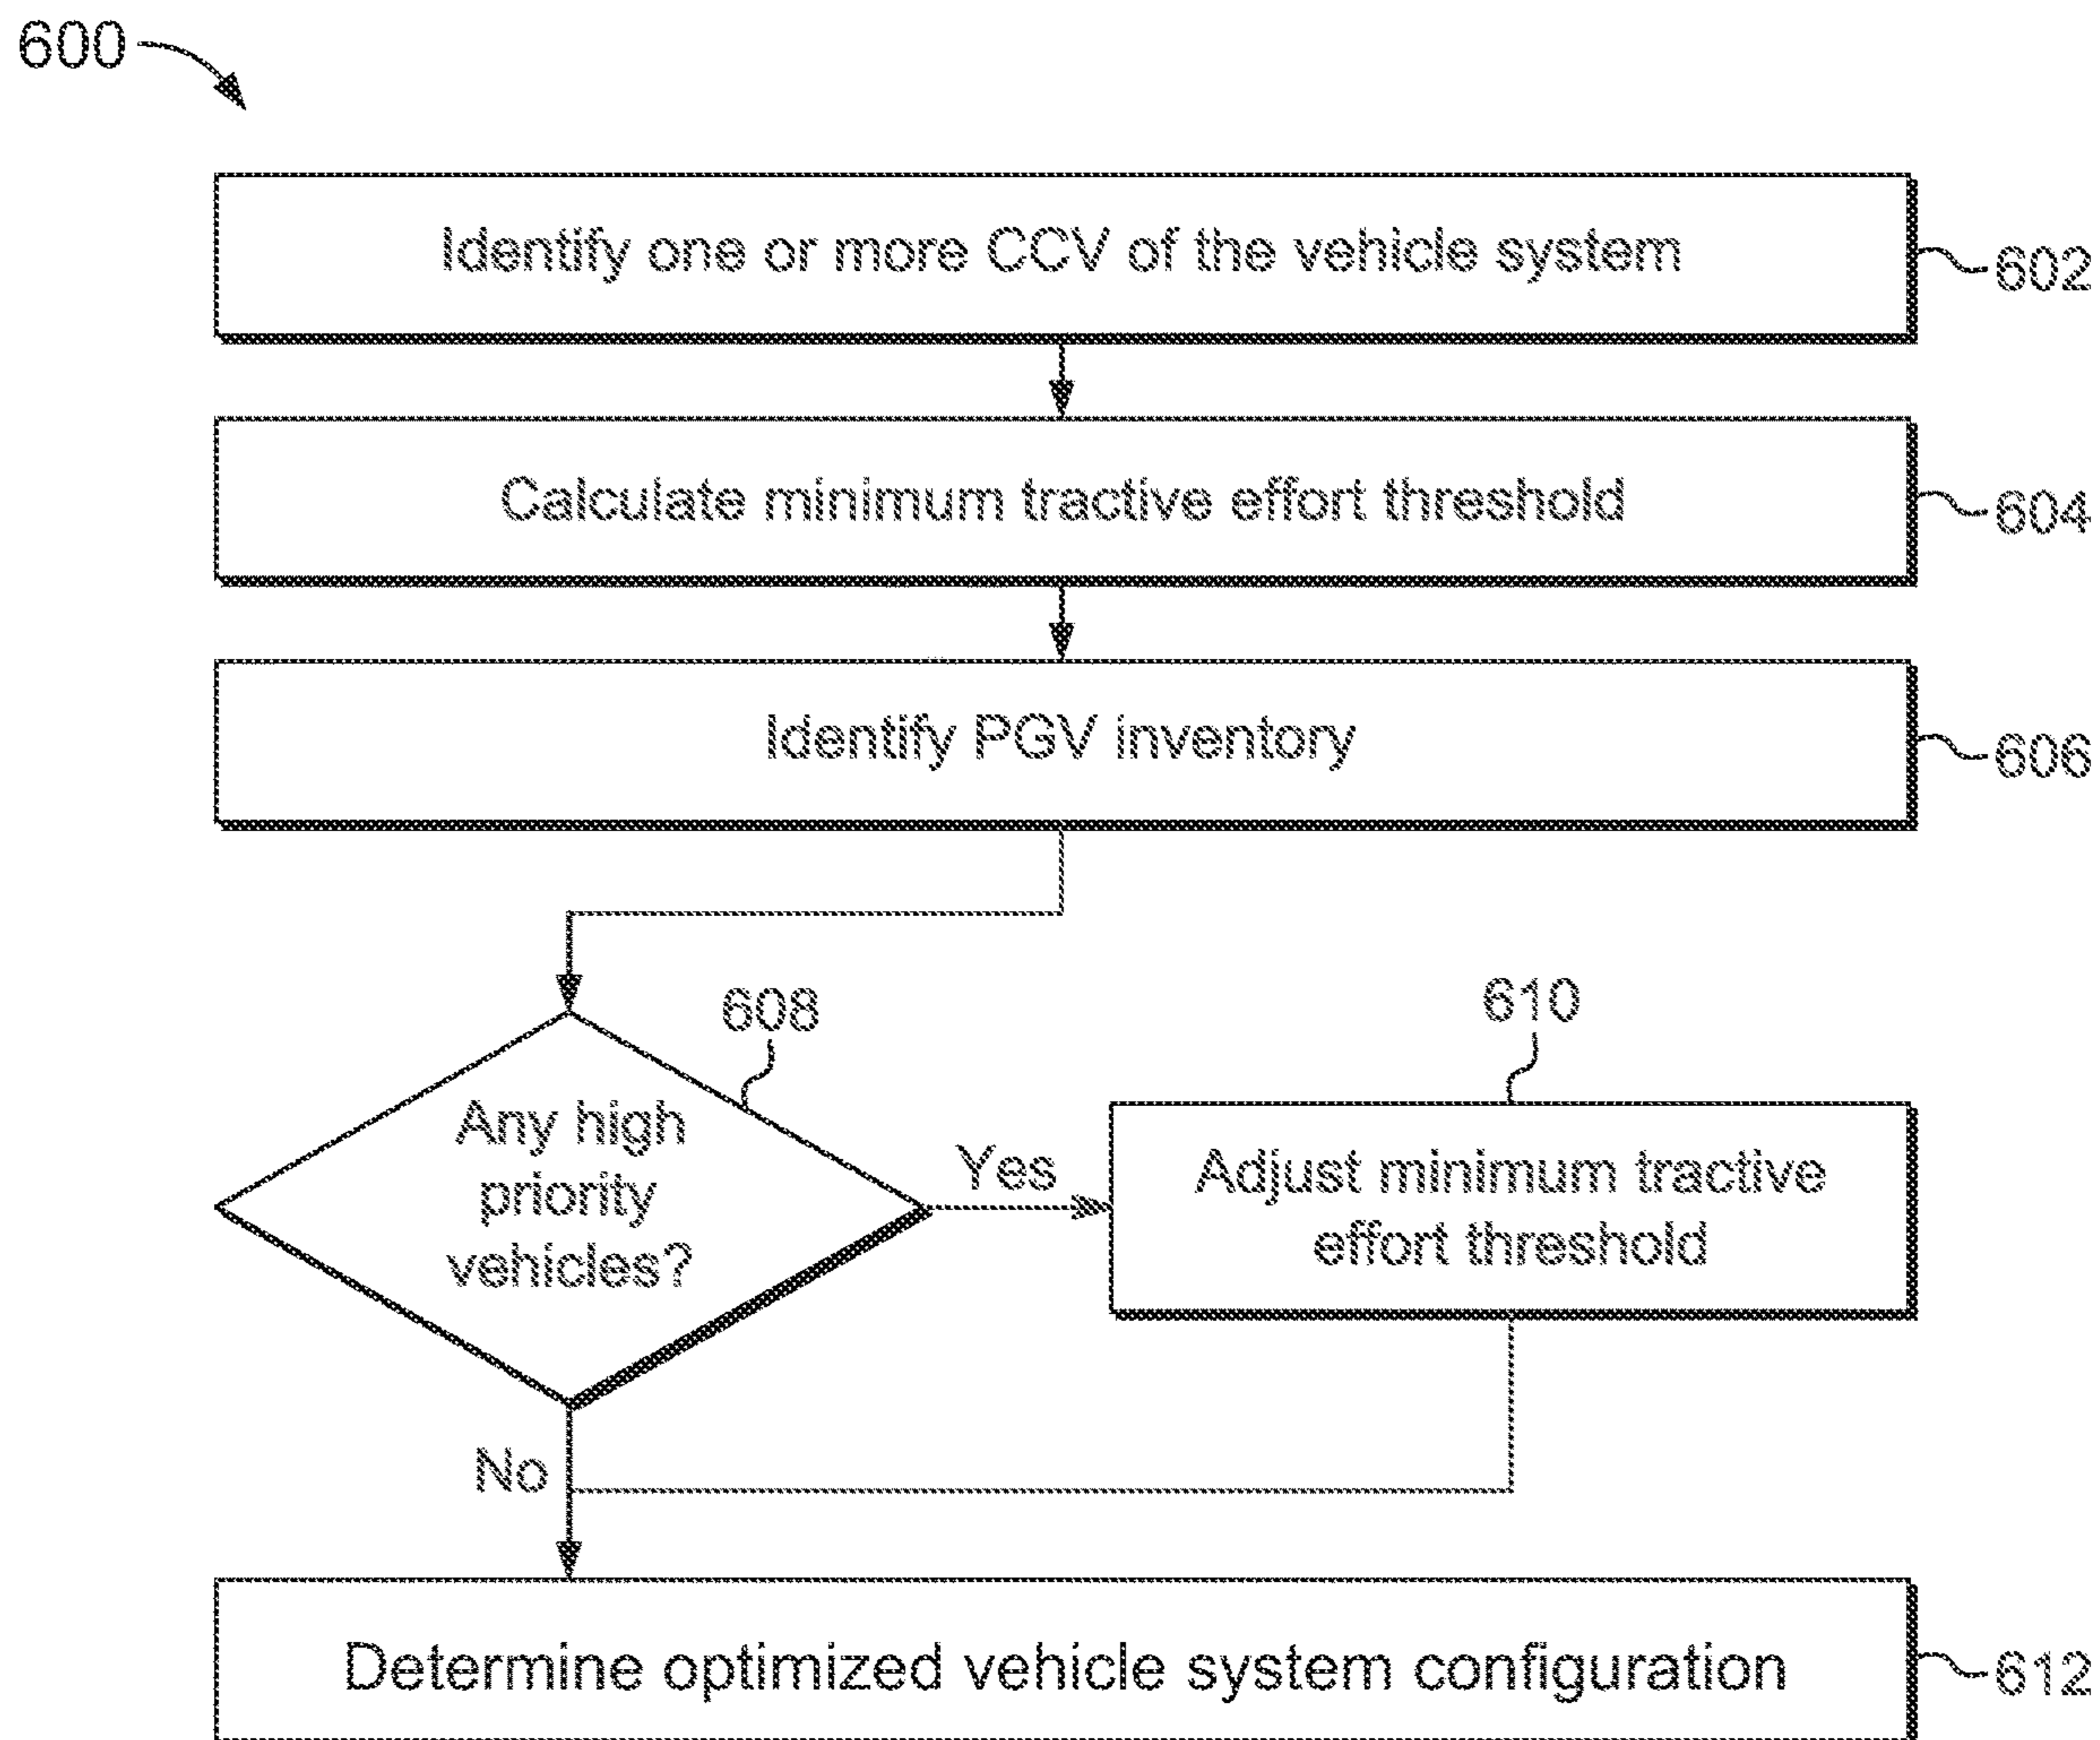 600
Identify one or more CCV of the vehicle system
602
Calculate minimum tractive effort threshold
604
Identify PGV inventory
606
608
610
Any high
priority
vehicles?
Yes
Adjust minimum tractive
effort threshold
No
Determine optimized vehicle system configuration
612